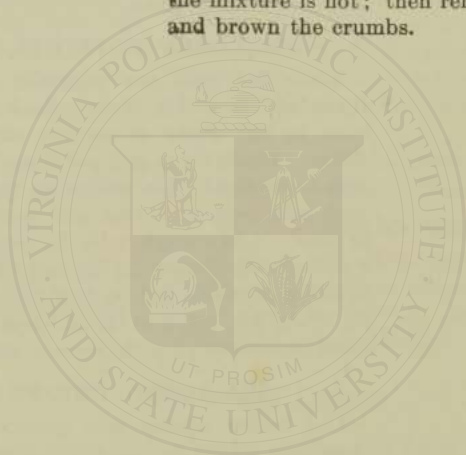 the mixture is hot; then
and brown the crumbs.
VIRGINIA POLYTECHNIC INSTITUTE
AND STATE UNIVERSITY
UT PROSIM